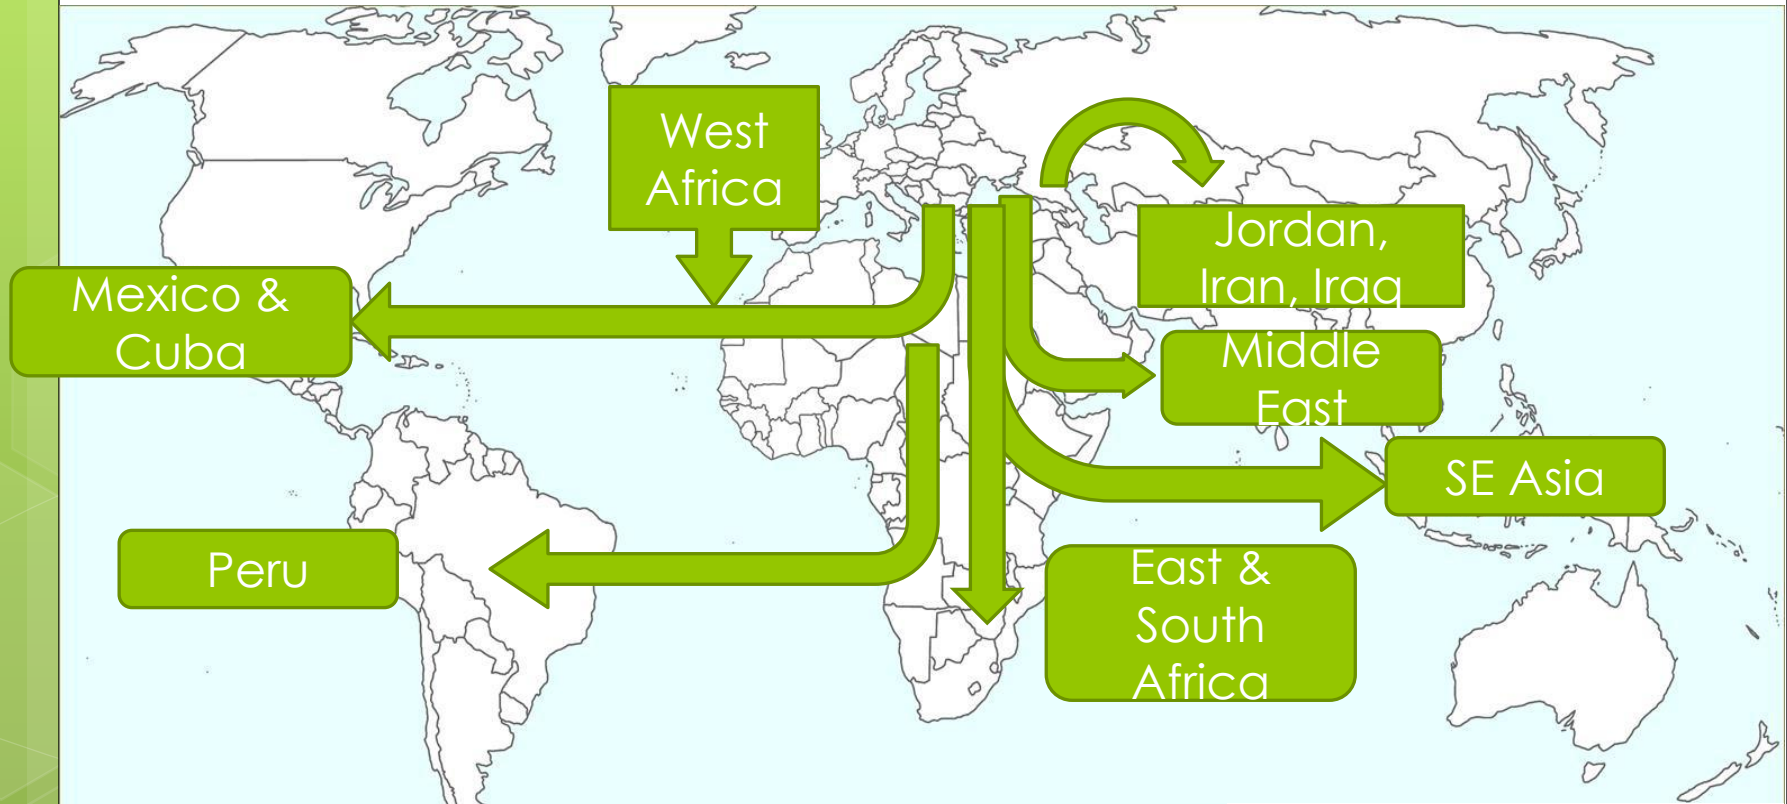 West
Africa
Jordan,
Iran, Iraq
Mexico &
Cuba
Middle
East
SE Asia
Peru
East &
South
Africa